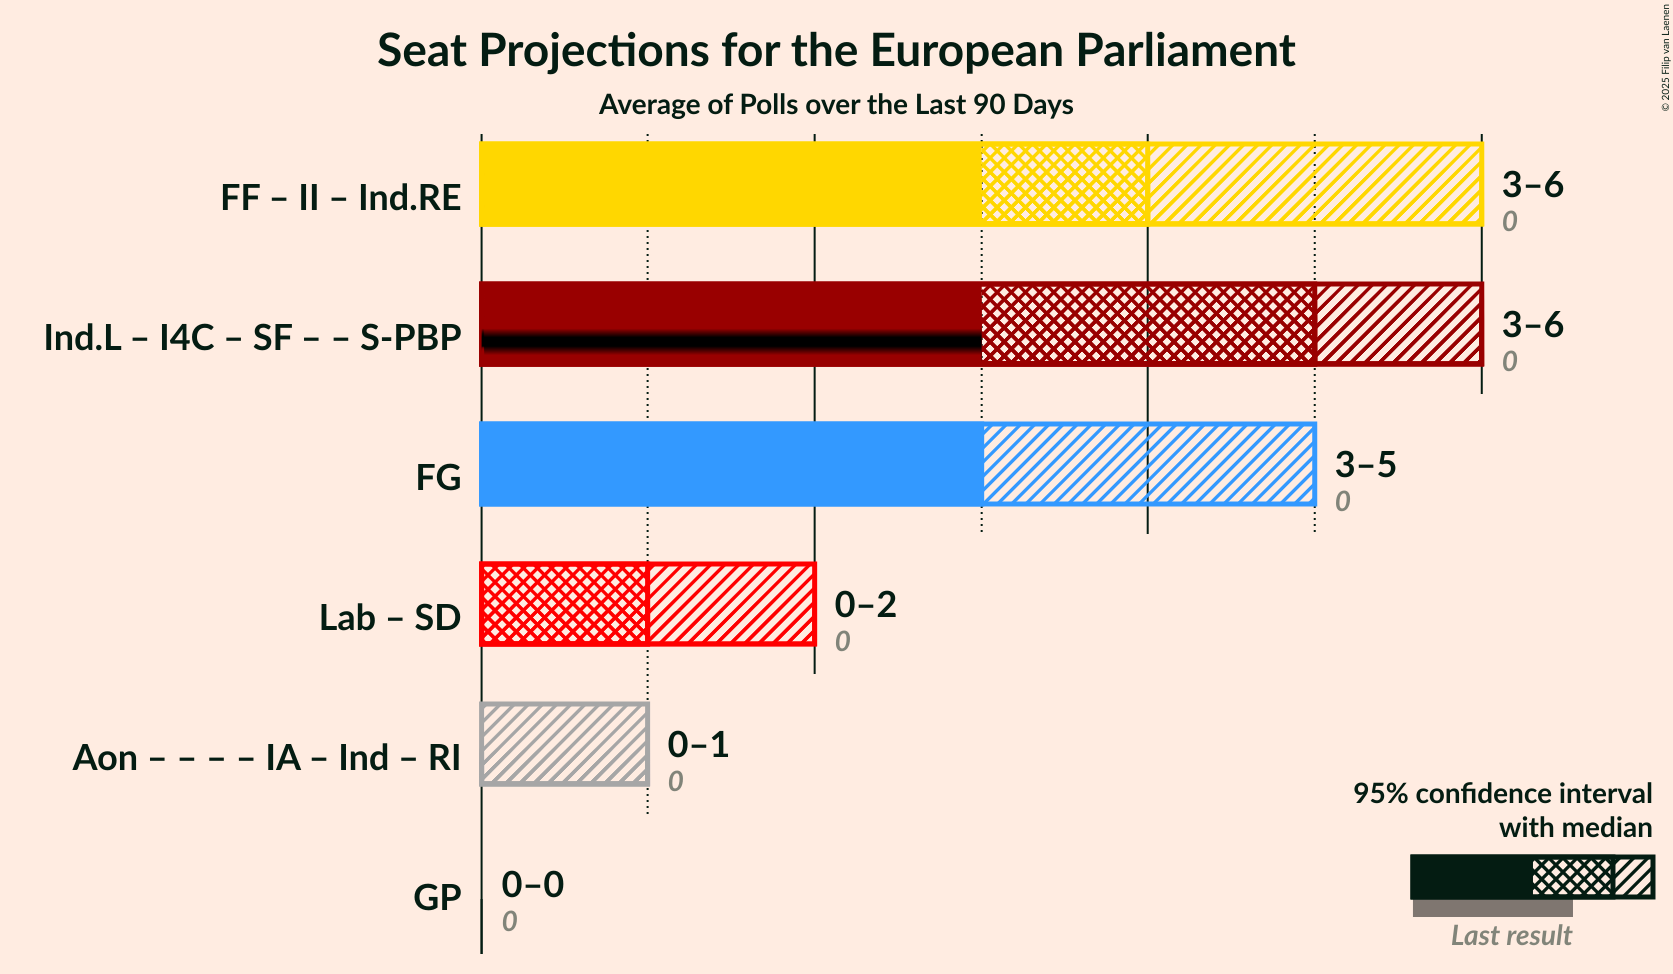 Seat Projections for the European Parliament
Average of Polls over the Last 90 Days
© 2025 Filip van Laenen
FF – II – Ind.RE
3–6
0
Ind.L – I4C – SF – – S-PBP
3–6
0
FG
3–5
0
Lab – SD
0–2
0
Aon – – – – IA – Ind – RI
0–1
0
GP
0–0
0
95% confidence interval
with median
Last result